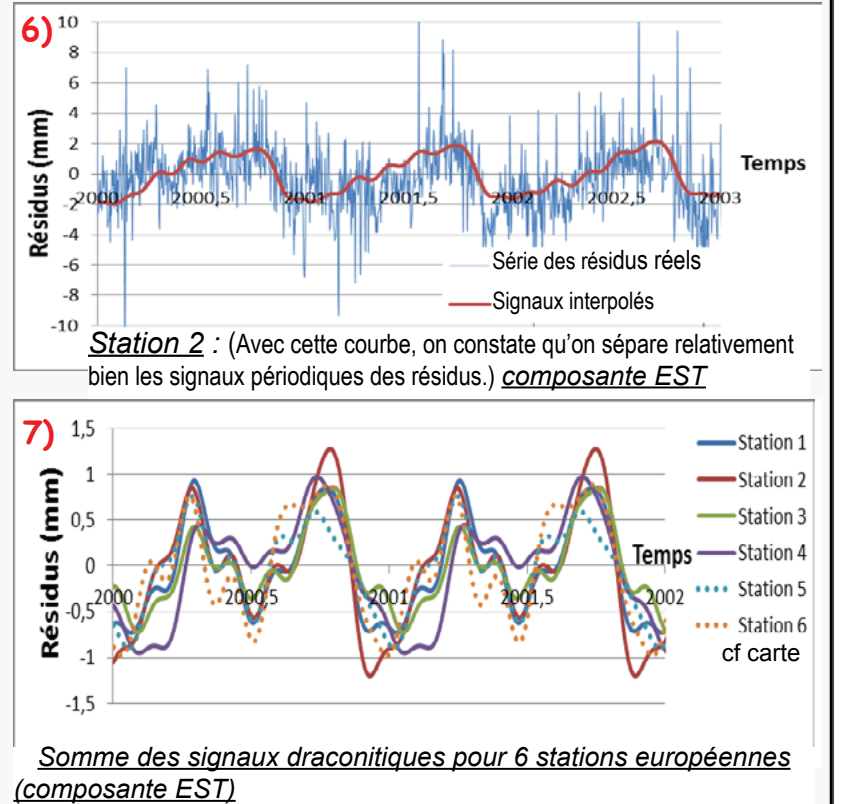 6)
10
8
6
4
2
0
-2
-4
-6
-8
-10
Résidus (mm)
2000 2000,5 2001 2001,5 2002 2002,5 2003
Temps
Série des résidus réels
Signaux interpolés
Station 2 : (Avec cette courbe, on constate qu'on sépare relativement
bien les signaux périodiques des résidus.) composante EST
7)
1,5
1
0,5
0
-0,5
-1
-1,5
Résidus (mm)
2000 20005 2001 2001,5 2002
Temps
Station 1
Station 2
Station 3
Station 4
Station 5
Station 6
cf carte
Somme des signaux draconitiques pour 6 stations européennes
(composante EST)